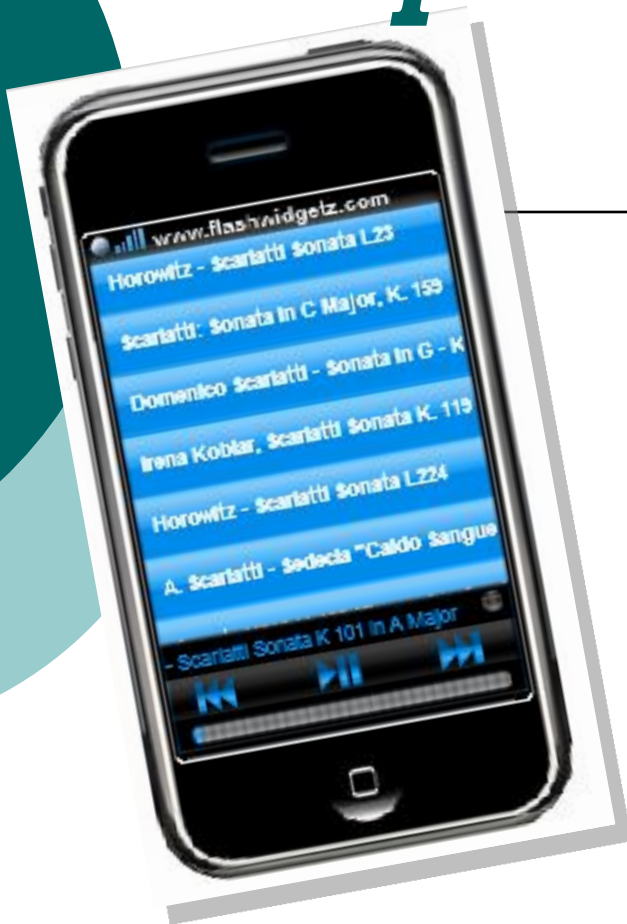 www.flashwidgetz.com
Horowitz - Scarlatti Sonata L23
Scarlatti: Sonata in C Major, K. 159
Domenico Scarlatti - Sonata in G - K
Irena Koblar, Scarlatti Sonata K. 119
Horowitz - Scarlatti Sonata L224
A. Scarlatti - Sedecia "Caldo Sangue
- Scarlatti Sonata K 101 in A Major